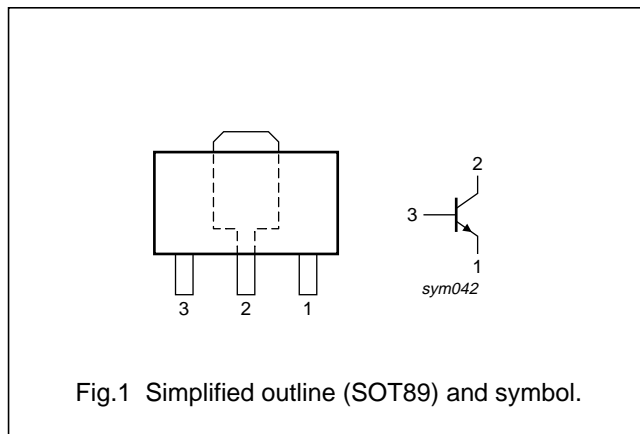 2
3
1
sym042
3 2 1
Fig.1 Simplified outline (SOT89) and symbol.